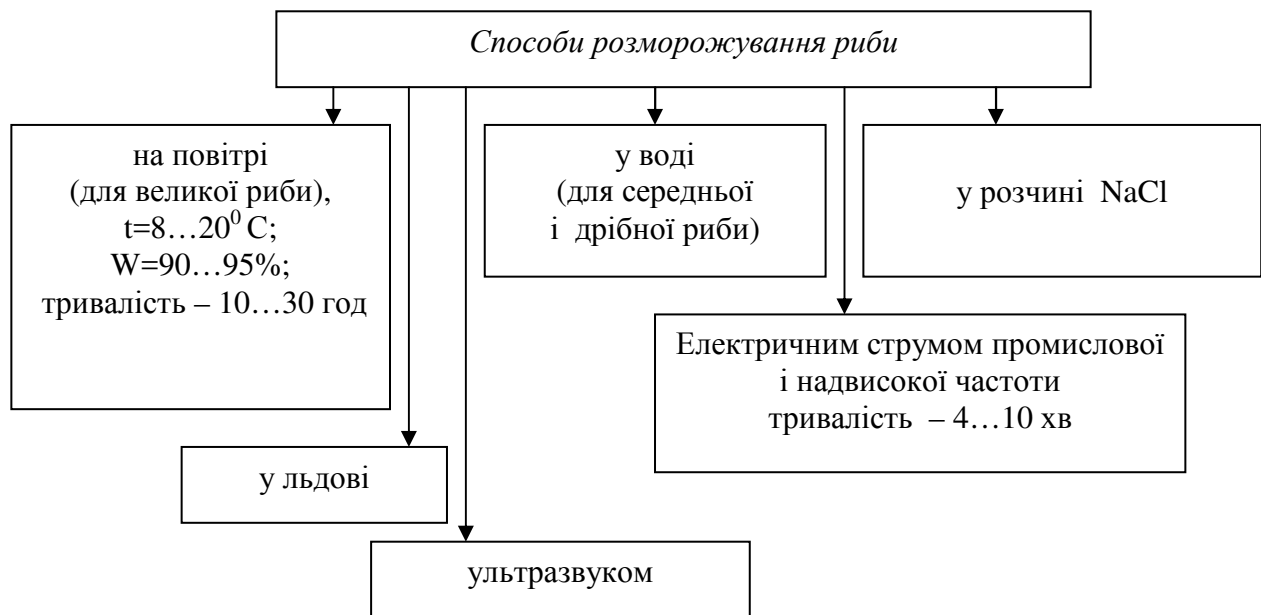 Способи розморожування риби
на повітрі
(для великої риби),
t=8…20⁰ С;
W=90…95%;
тривалість – 10…30 год
у воді
(для середньої
і дрібної риби)
у розчині NaCl
Електричним струмом промислової
і надвисокої частоти
тривалість – 4…10 хв
у льдові
ультразвуком